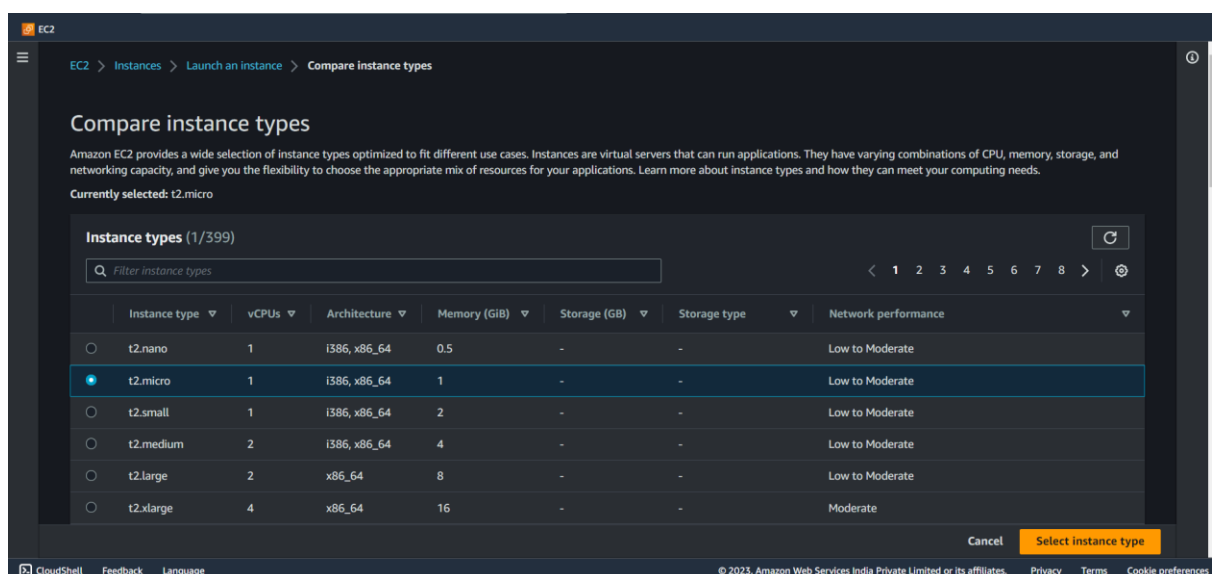 EC2
EC2 > Instances > Launch an instance > Compare instance types
Compare instance types
Amazon EC2 provides a wide selection of instance types optimized to fit different use cases. Instances are virtual servers that can run applications. They have varying combinations of CPU, memory, storage, and
networking capacity, and give you the flexibility to choose the appropriate mix of resources for your applications. Learn more about instance types and how they can meet your computing needs.
Currently selected: t2.micro
Instance types (1/399)
Filter instance types < 1 2 3 4 5 6 7 8 >
Instance type vCPUs Architecture Memory (GiB) Storage (GB) Storage type Network performance
t2.nano 1 i386, x86_64 0.5 - - Low to Moderate
t2.micro 1 i386, x86_64 1 - - Low to Moderate
t2.small 1 i386, x86_64 2 - - Low to Moderate
t2.medium 2 i386, x86_64 4 - - Low to Moderate
t2.large 2 x86_64 8 - - Low to Moderate
t2.xlarge 4 x86_64 16 - - Moderate
Cancel Select instance type
CloudShell Feedback Language © 2023, Amazon Web Services India Private Limited or its affiliates. Privacy Terms Cookie preferences